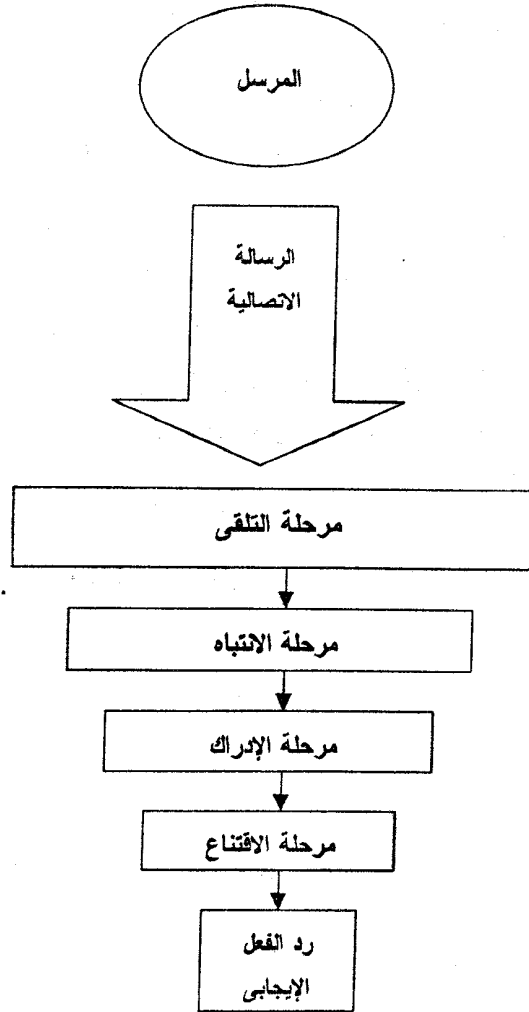 المرسل
الرسالة
الاتصالية
مرحلة التلقى
مرحلة الانتباه
مرحلة الإدراك
مرحلة الاقتناع
رد الفعل
الإيجابى